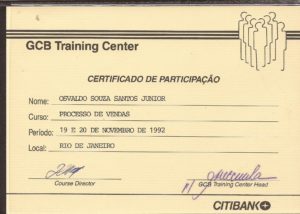 GCB Training Center
CERTIFICADO DE PARTICIPAÇÃO
Nome: OSVALDO SOUZA SANTOS JUNIOR
Curso: PROCESSO DE VENDAS
Período: 19 E 20 DE NOVEMBRO DE 1992
Local: RIO DE JANEIRO
Course Director
GCB Training Center Head
CITIBANK